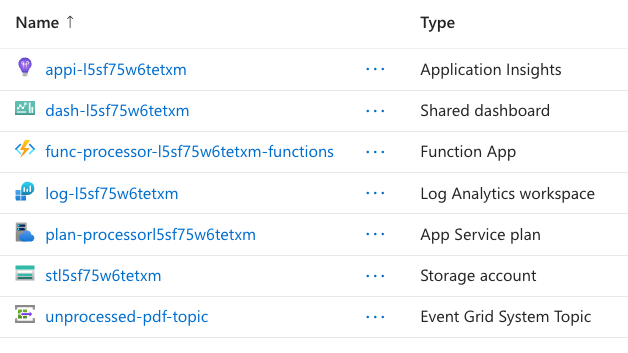 Name ↑ Type
appi-l5sf75w6tetxm ··· Application Insights
dash-l5sf75w6tetxm ··· Shared dashboard
func-processor-l5sf75w6tetxm-functions ··· Function App
log-l5sf75w6tetxm ··· Log Analytics workspace
plan-processorl5sf75w6tetxm ··· App Service plan
stl5sf75w6tetxm ··· Storage account
unprocessed-pdf-topic ··· Event Grid System Topic